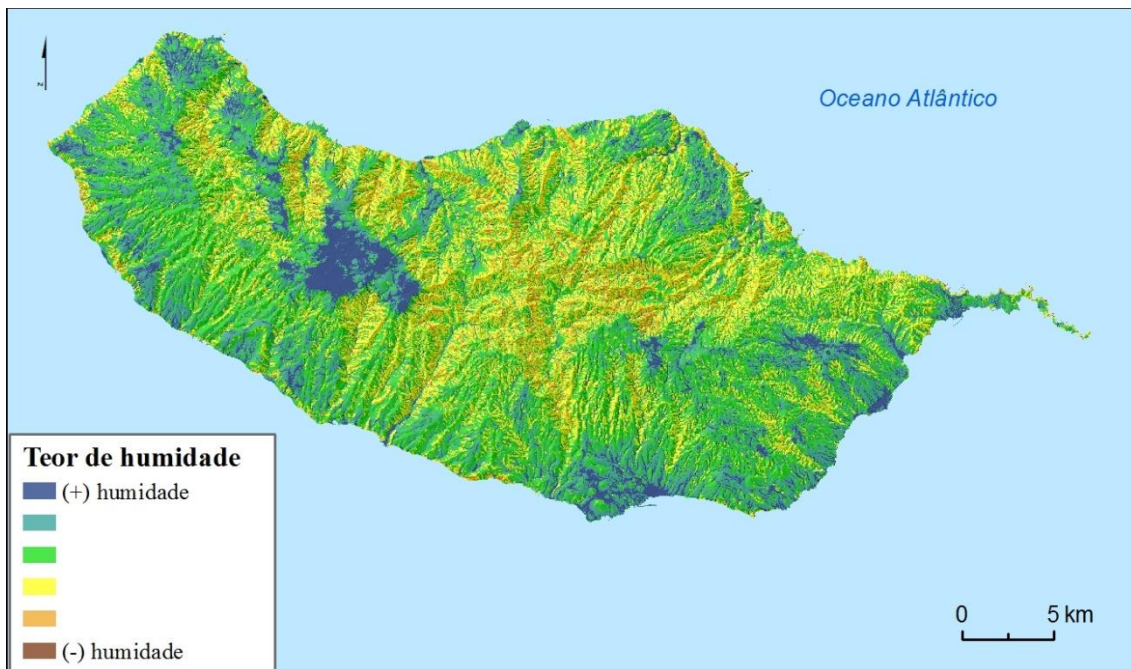 z
Oceano Atlântico
Teor de humidade
(+) humidade
(-) humidade
0 5 km